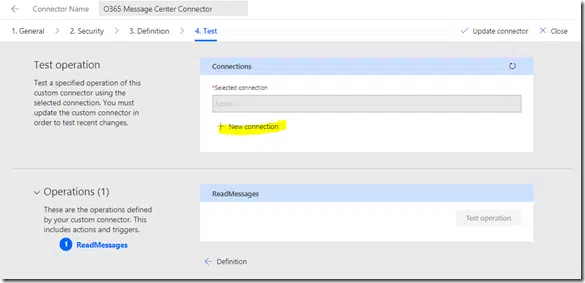 Connector Name O365 Message Center Connector
1. General 2. Security 3. Definition 4. Test Update connector Close
Test operation
Test a specified operation of this
custom connector using the
selected connection. You must
update the custom connector in
order to test recent changes.
Connections
*Selected connection
None
+ New connection
Operations (1)
These are the operations defined
by your custom connector. This
includes actions and triggers.
1 ReadMessages
ReadMessages
Test operation
Definition